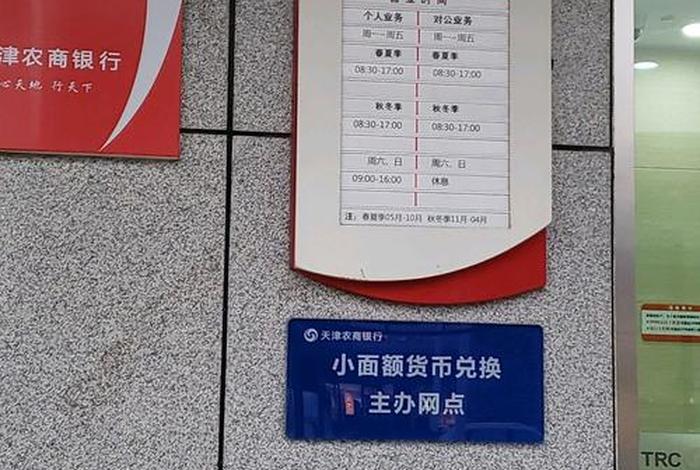 津农商银行
心天地 行天下
营业时间
个人业务 对公业务
周一~周五 周一~周五
春夏季 春夏季
08:30-17:00 08:30-17:00
秋冬季 秋冬季
08:30-17:00 08:30-17:00
周六、日 周六、日
09:00-16:00 休息
注: 春夏季05月-10月 秋冬季11月-04月
天津农商银行
小面额货币兑换
主办网点
TRC